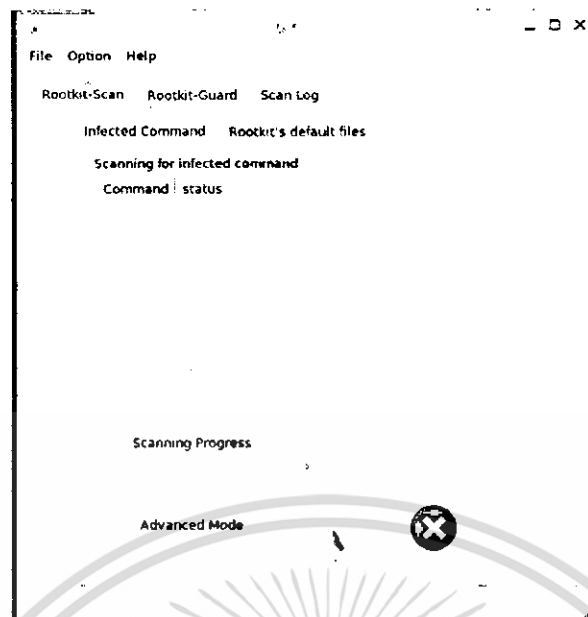 File Option Help
Rootkit-Scan Rootkit-Guard Scan Log
Infected Command Rootkit's default files
Scanning for infected command
Command status
Scanning Progress
Advanced Mode